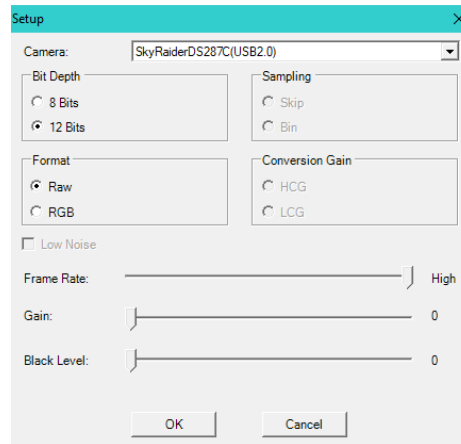 Setup
Camera: SkyRaiderDS287C(USB2.0)
Bit Depth
8 Bits
12 Bits
Sampling
Skip
Bin
Format
Raw
RGB
Conversion Gain
HCG
LCG
Low Noise
Frame Rate: High
Gain: 0
Black Level: 0
OK Cancel